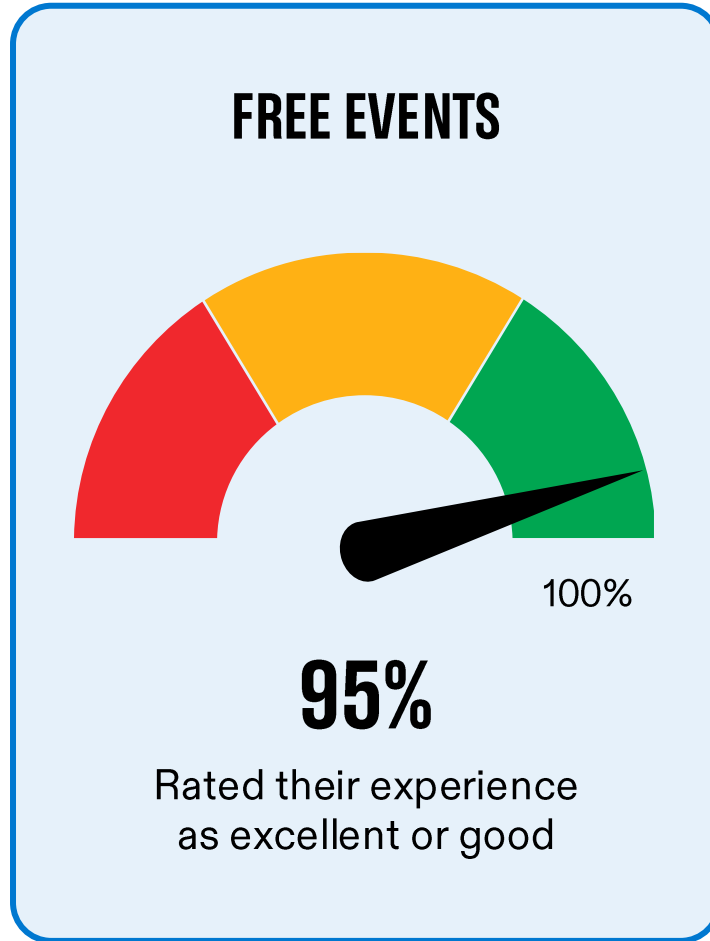 FREE EVENTS
100%
95%
Rated their experience
as excellent or good